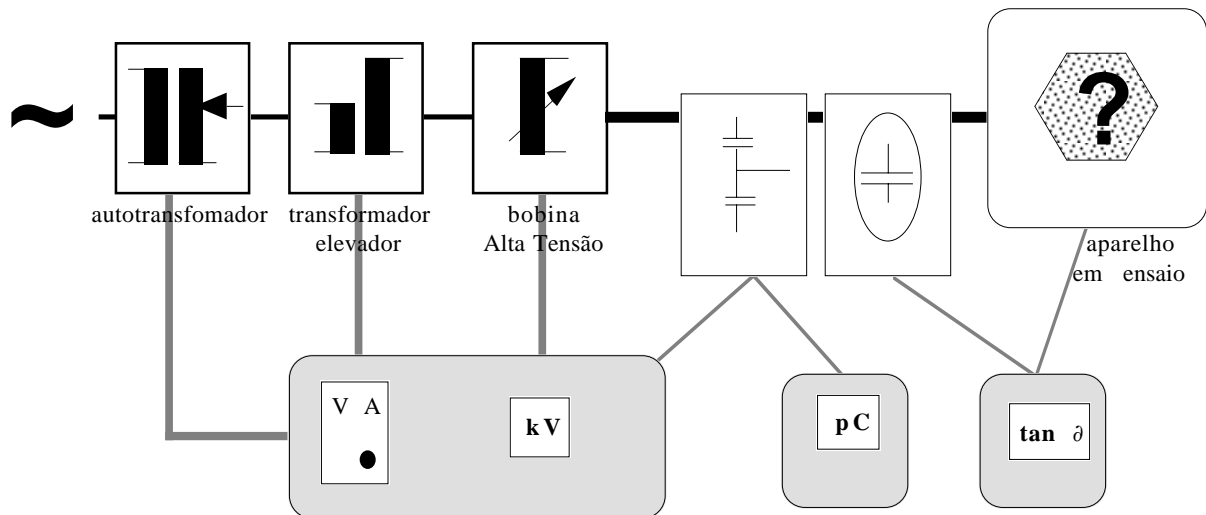 ~
?
autotransfomador
transformador
elevador
bobina
Alta Tensão
aparelho
em ensaio
V A
kV
pC
tan ∂